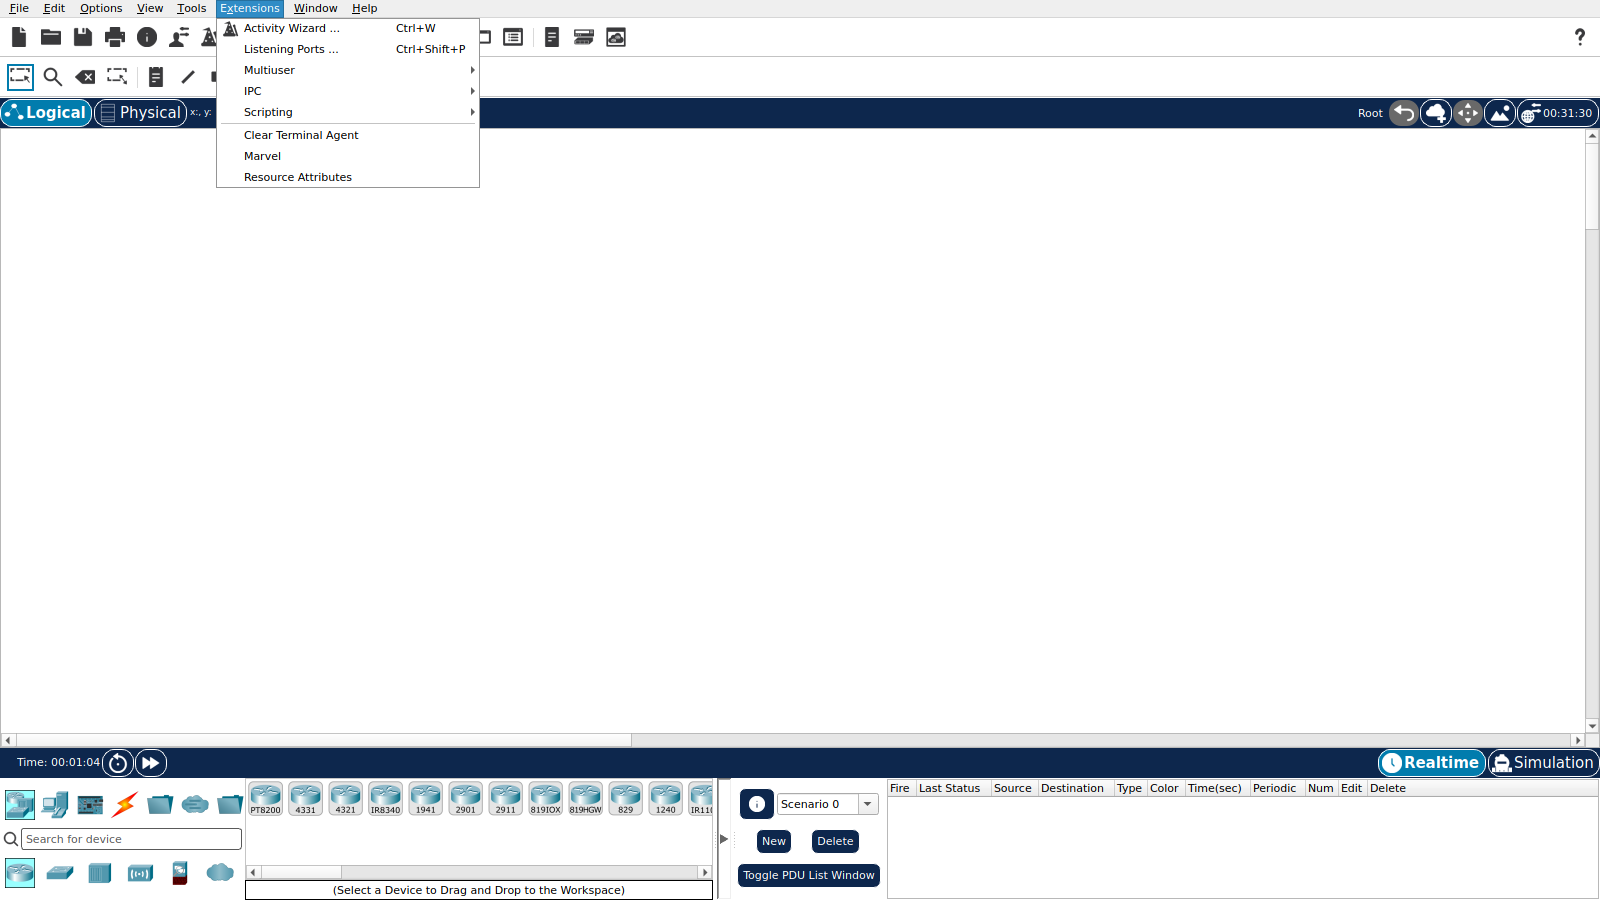 File Edit Options View Tools Extensions Window Help
Activity Wizard ... Ctrl+W
Listening Ports ... Ctrl+Shift+P
Multiuser
IPC
Scripting
Clear Terminal Agent
Marvel
Resource Attributes
?
Logical Physical x:, y: Root 00:31:30
Time: 00:01:04 Realtime Simulation
PT8200 4331 4321 IR8340 1941 2901 2911 819IOX 819HGW 829 1240
Search for device
(Select a Device to Drag and Drop to the Workspace)
Scenario 0
New Delete
Toggle PDU List Window
Fire Last Status Source Destination Type Color Time(sec) Periodic Num Edit Delete